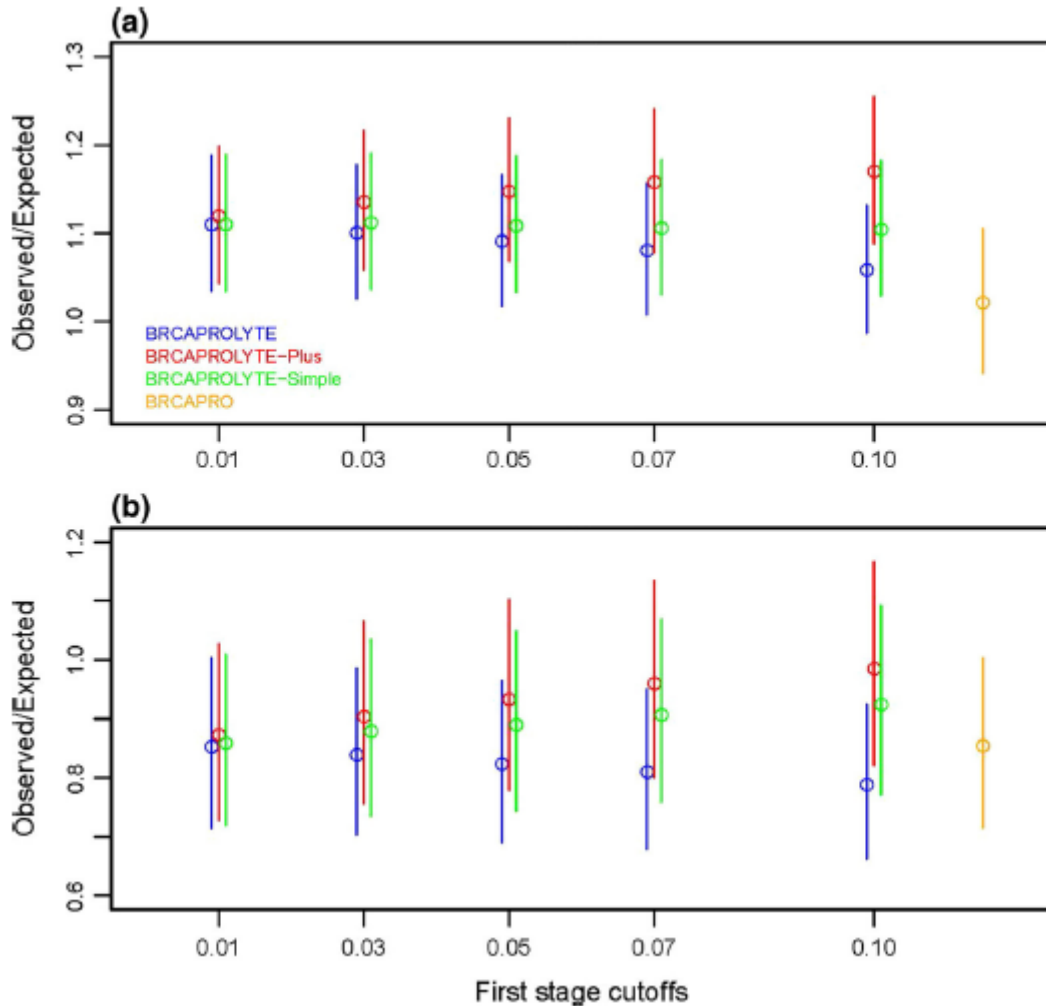 (a)
1.3
1.2
1.1
1.0
0.9
Observed/Expected
BRCAPROLYTE
BRCAPROLYTE-Plus
BRCAPROLYTE-Simple
BRCAPRO
0.01 0.03 0.05 0.07 0.10
(b)
1.2
1.0
0.8
0.6
Observed/Expected
0.01 0.03 0.05 0.07 0.10
First stage cutoffs